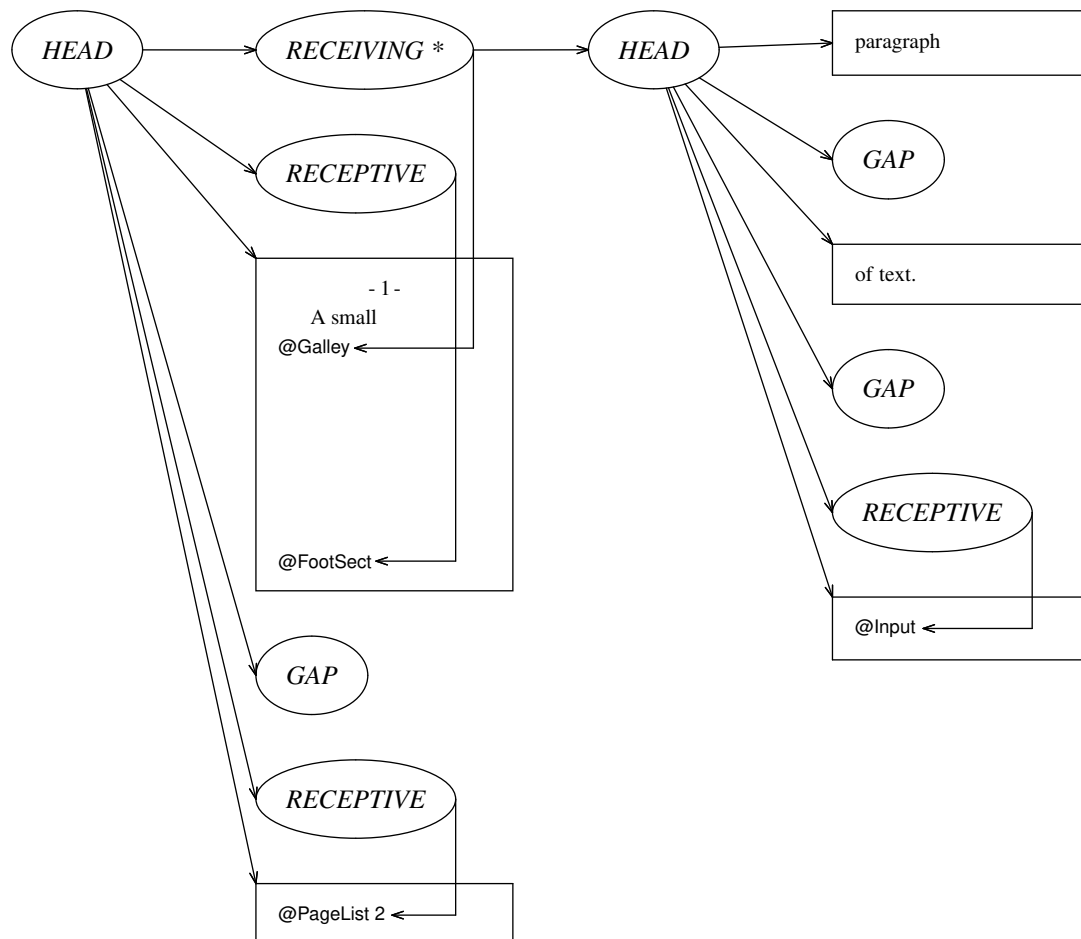 HEAD
RECEIVING *
HEAD
paragraph
GAP
RECEPTIVE
of text.
- 1 -
A small
@Galley
GAP
RECEPTIVE
@FootSect
@Input
GAP
RECEPTIVE
@PageList 2